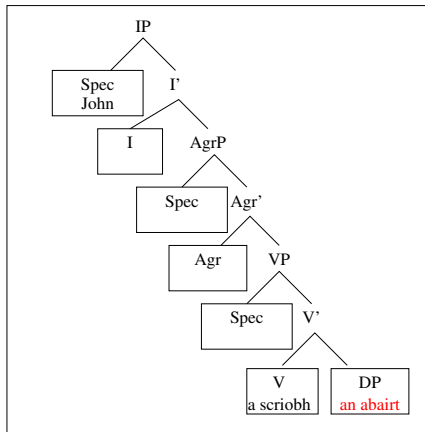 IP
Spec
John
I'
I
AgrP
Spec
Agr'
Agr
VP
Spec
V'
V
a scriobh
DP
an abairt